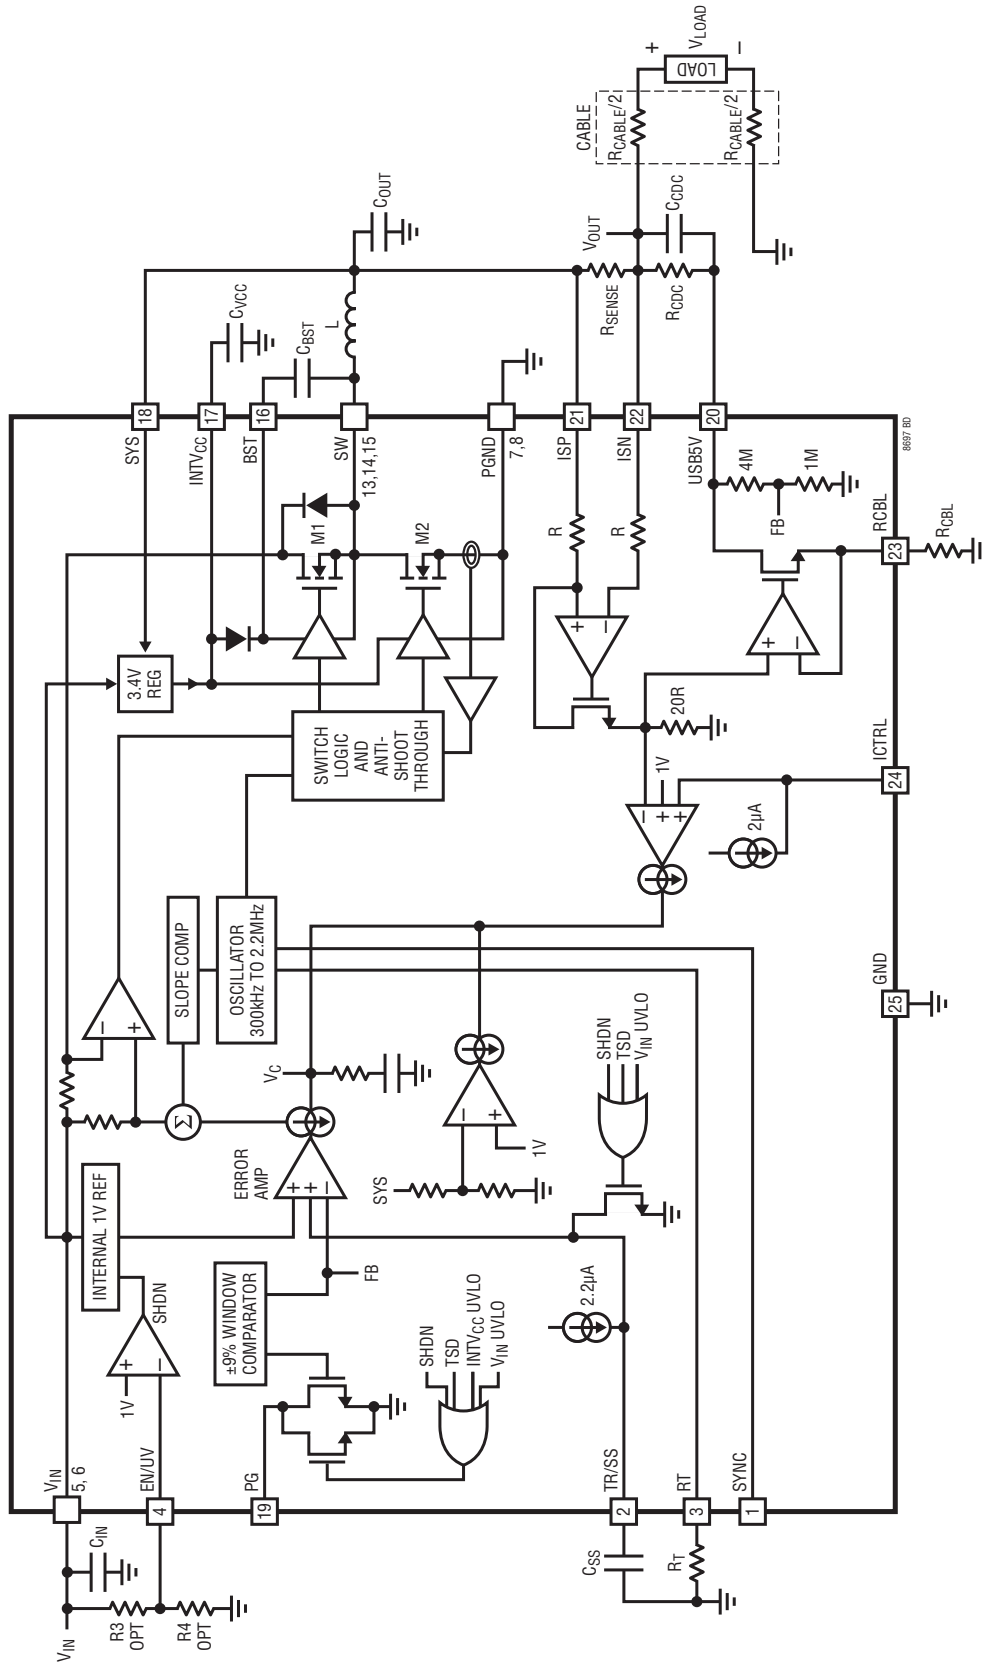 VIN
R3
OPT
R4
OPT
CIN
VIN
5, 6
EN/UV
4
1V
+
–
SHDN
INTERNAL 1V REF
Σ
SLOPE COMP
OSCILLATOR
300kHz TO 2.2MHz
–
+
3.4V
REG
SYS
18
INTVCC
17
CVCC
BST
16
CBST
SW
13,14,15
L
COUT
M1
M2
PGND
7,8
SWITCH
LOGIC
AND
ANTI-
SHOOT
THROUGH
PG
19
±9% WINDOW
COMPARATOR
FB
ERROR
AMP
+
+
–
VC
SHDN
TSD
INTVCC UVLO
VIN UVLO
SYS
–
+
1V
SHDN
TSD
VIN UVLO
2.2µA
TR/SS
2
CSS
RT
3
RT
SYNC
1
–
+
+
1V
2µA
20R
+
–
R
R
ISP
21
ISN
22
USB5V
20
4M
1M
FB
+
–
RSENSE
RCDC
VOUT
CCDC
CABLE
RCABLE/2
RCABLE/2
LOAD
+
VLOAD
–
GND
25
ICTRL
24
RCBL
23
RCBL
8697 BD